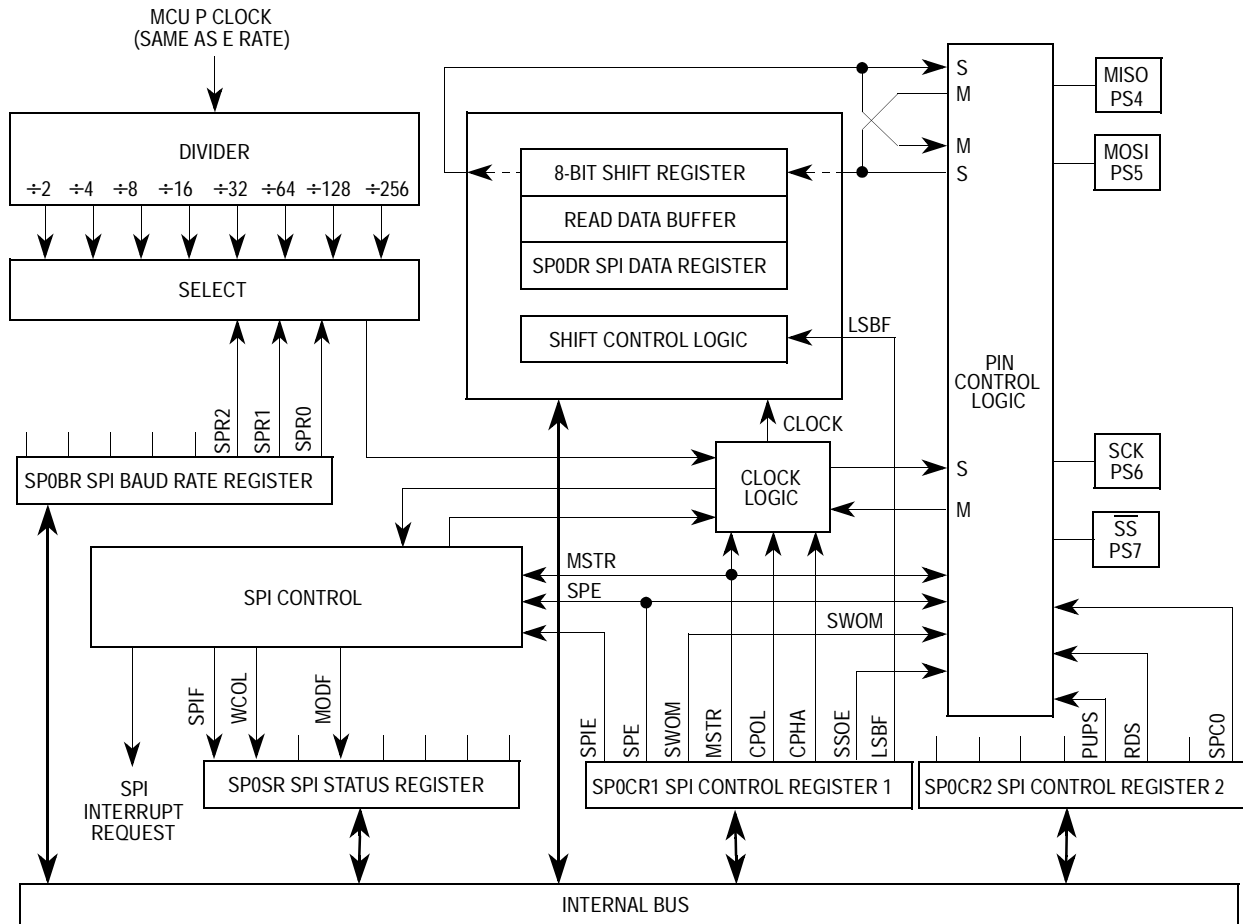 MCU P CLOCK
(SAME AS E RATE)
DIVIDER
÷2 ÷4 ÷8 ÷16 ÷32 ÷64 ÷128 ÷256
SELECT
SPR2
SPR1
SPR0
SP0BR SPI BAUD RATE REGISTER
8-BIT SHIFT REGISTER
READ DATA BUFFER
SP0DR SPI DATA REGISTER
SHIFT CONTROL LOGIC
LSBF
CLOCK
CLOCK
LOGIC
S
M
M
S
S
M
PIN
CONTROL
LOGIC
MISO
PS4
MOSI
PS5
SCK
PS6
SS
PS7
SPI CONTROL
MSTR
SPE
SWOM
SPIF
WCOL
MODF
SPI
INTERRUPT
REQUEST
SP0SR SPI STATUS REGISTER
SPIE
SPE
SWOM
MSTR
CPOL
CPHA
SSOE
LSBF
SP0CR1 SPI CONTROL REGISTER 1
PUPS
RDS
SPC0
SP0CR2 SPI CONTROL REGISTER 2
INTERNAL BUS